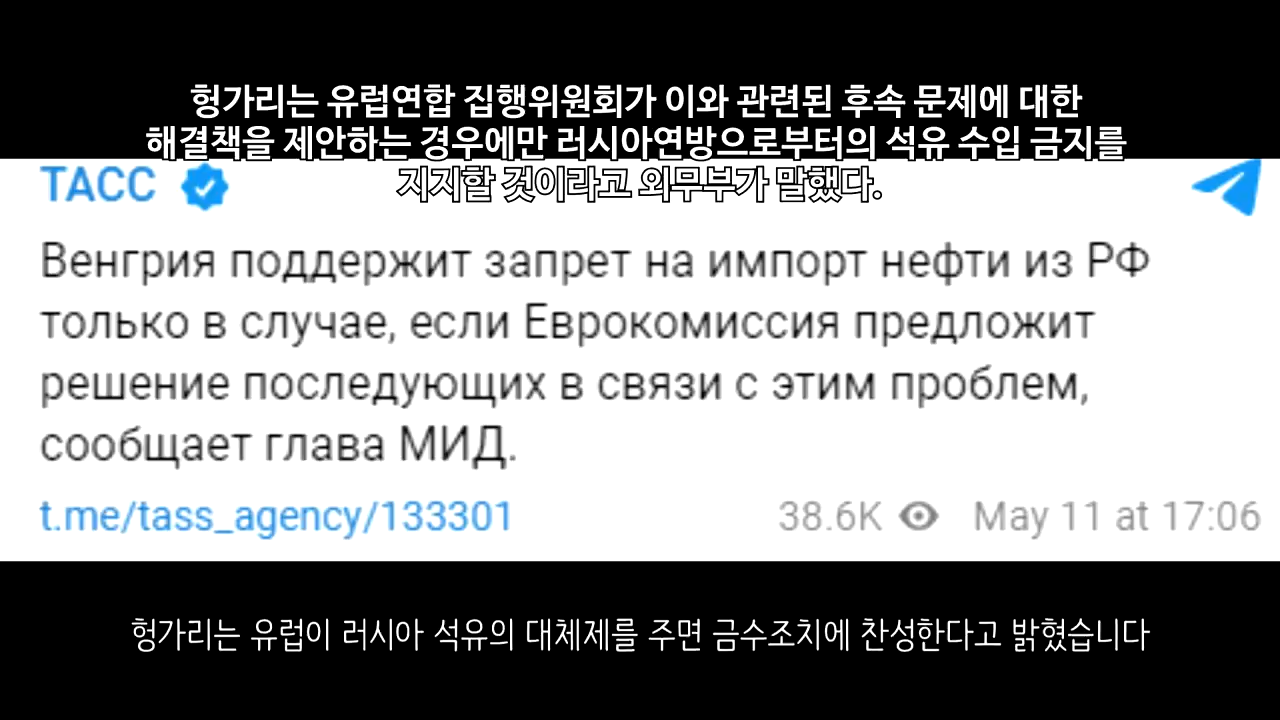 헝가리는 유럽연합 집행위원회가 이와 관련된 후속 문제에 대한
해결책을 제안하는 경우에만 러시아연방으로부터의 석유 수입 금지를
지지할 것이라고 외무부가 말했다.
ТАСС
Венгрия поддержит запрет на импорт нефти из РФ
только в случае, если Еврокомиссия предложит
решение последующих в связи с этим проблем,
сообщает глава МИД.
t.me/tass_agency/133301 38.6K May 11 at 17:06
헝가리는 유럽이 러시아 석유의 대체제를 주면 금수조치에 찬성한다고 밝혔습니다